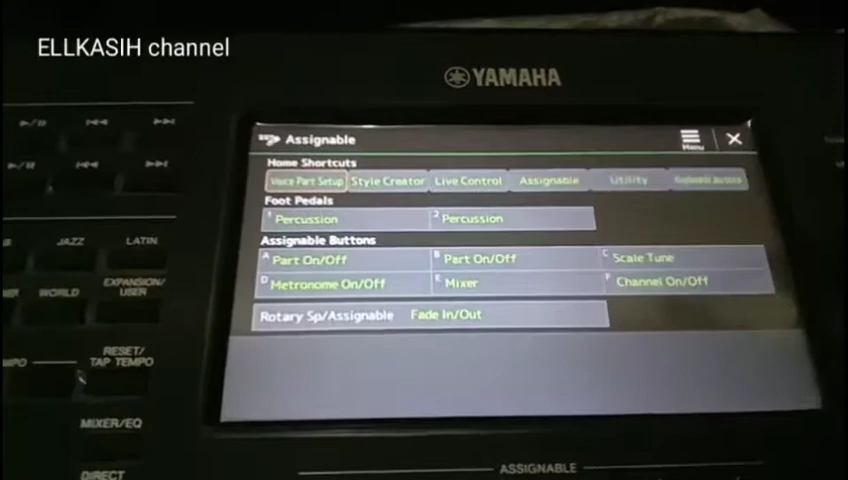 ELLKASIH channel
YAMAHA
Assignable
Menu
Home Shortcuts
Voice Part Setup Style Creator Live Control Assignable Utility
Foot Pedals
1 Percussion 2 Percussion
Assignable Buttons
A Part On/Off B Part On/Off C Scale Tune
D Metronome On/Off E Mixer F Channel On/Off
Rotary Sp/Assignable Fade In/Out
JAZZ LATIN
WORLD EXPANSION/
USER
RESET/
TAP TEMPO
MIXER/EQ
DIRECT
ASSIGNABLE